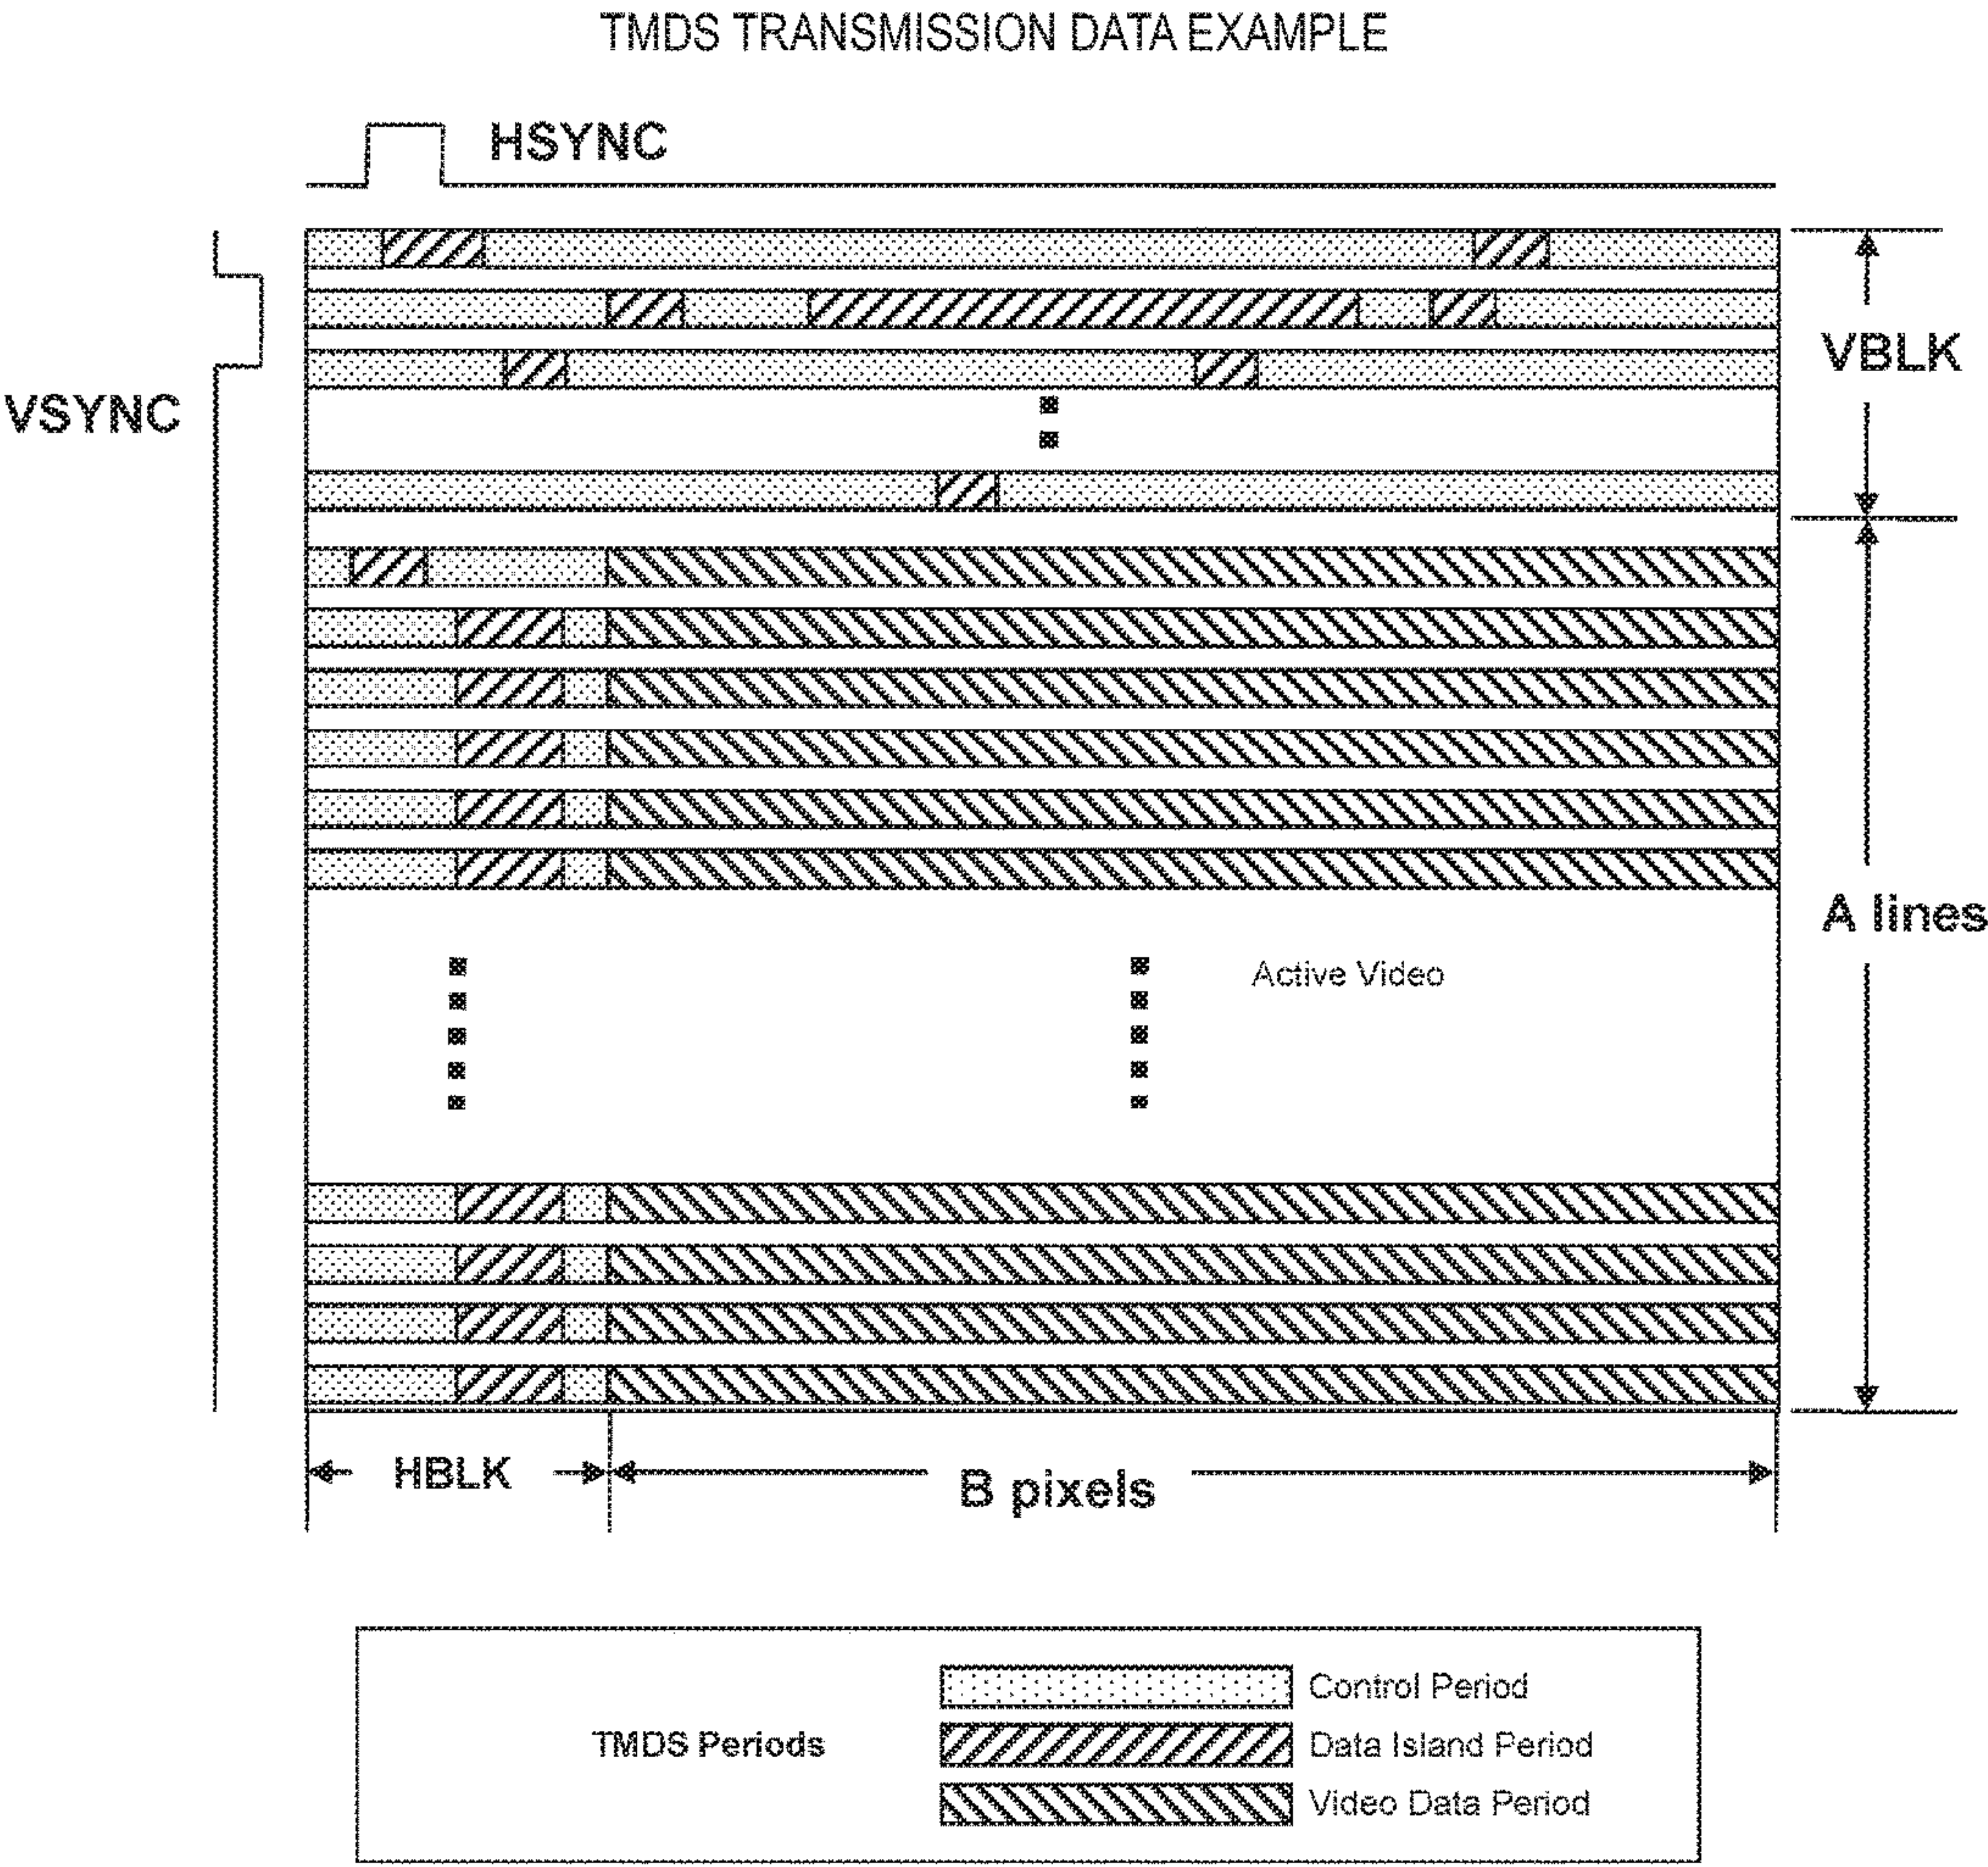 TMDS TRANSMISSION DATA EXAMPLE
HSYNC
VSYNC
VBLK
A lines
Active Video
HBLK
B pixels
TMDS Periods
Control Period
Data Island Period
Video Data Period